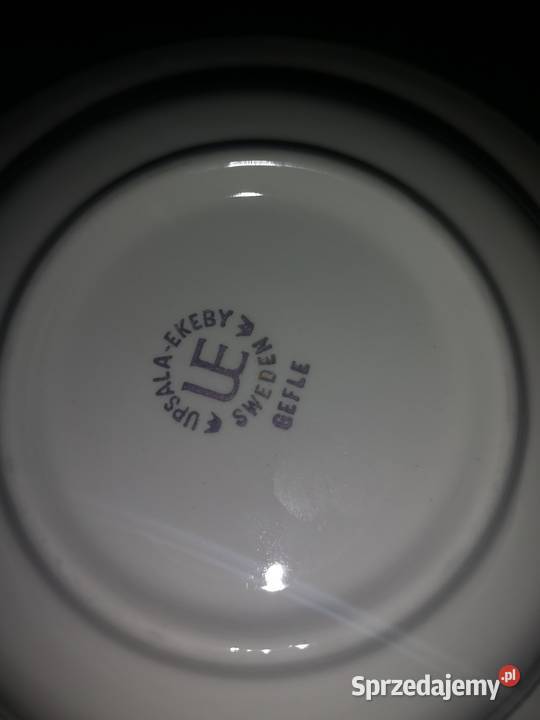 UPSALA-EKEBY
UE
SWEDEN
GEFLE
Sprzedajemy.pl